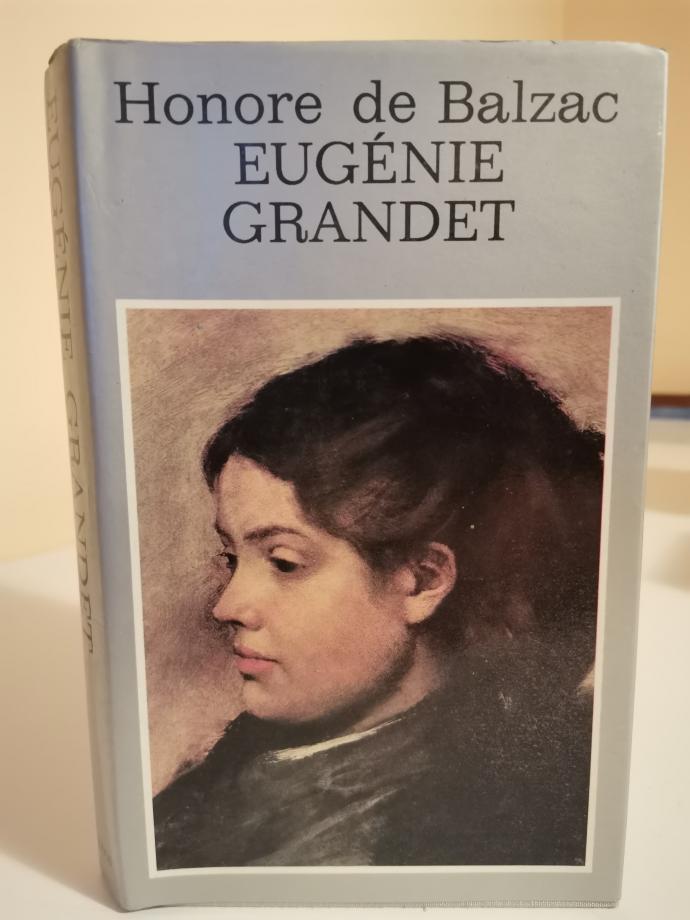 Honore de Balzac
EUGÉNIE
GRANDET
EUGÉNIE GRANDET